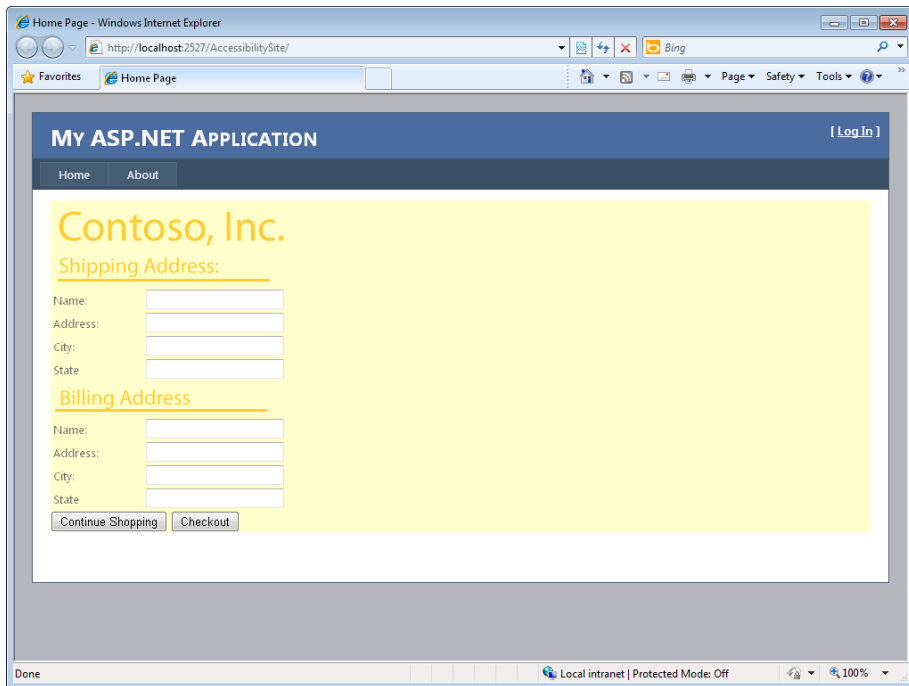 Home Page - Windows Internet Explorer
http://localhost:2527/AccessibilitySite/
Bing
Favorites
Home Page
Page
Safety
Tools
MY ASP.NET APPLICATION
[ Log In ]
Home
About
Contoso, Inc.
Shipping Address:
Name:
Address:
City:
State
Billing Address
Name:
Address:
City:
State
Continue Shopping
Checkout
Done
Local intranet | Protected Mode: Off
100%